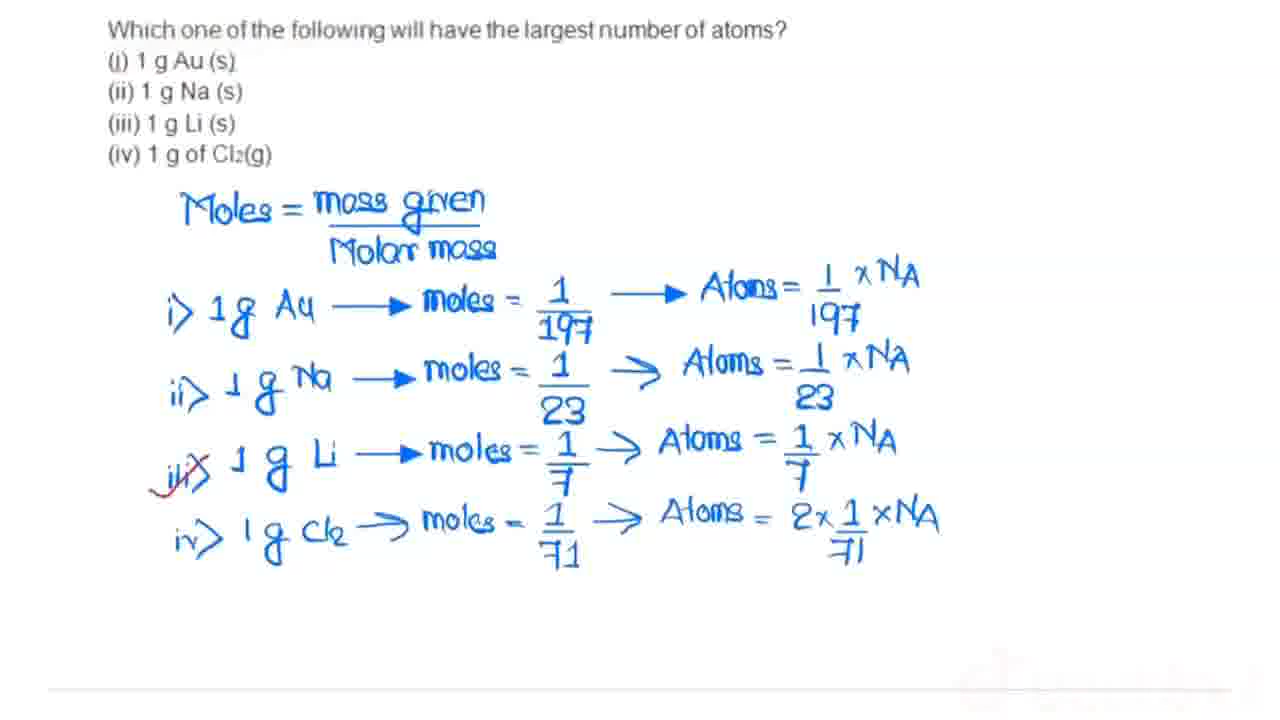 Which one of the following will have the largest number of atoms?
(i) 1 g Au (s)
(ii) 1 g Na (s)
(iii) 1 g Li (s)
(iv) 1 g of Cl₂(g)
Moles = mass given / Molar mass
i> 1 g Au → moles = 1/197 → Atoms = 1/197 × NA
ii> 1 g Na → moles = 1/23 → Atoms = 1/23 × NA
iii> 1 g Li → moles = 1/7 → Atoms = 1/7 × NA
iv> 1 g Cl2 → moles = 1/71 → Atoms = 2 × 1/71 × NA